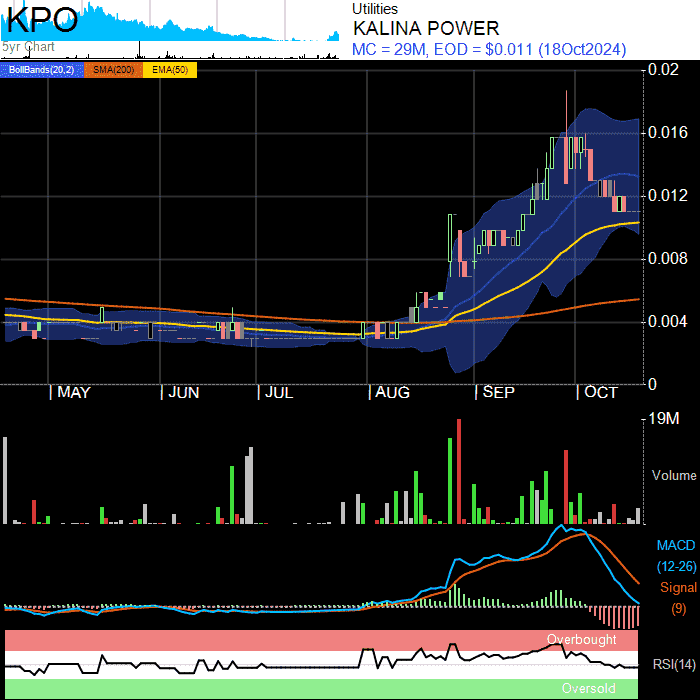 KPO
5yr Chart
Utilities
KALINA POWER
MC = 29M, EOD = $0.011 (18Oct2024)
BollBands(20,2) SMA(200) EMA(50)
0.02
0.016
0.012
0.008
0.004
0
| MAY | JUN | JUL | AUG | SEP | OCT
19M
Volume
MACD
(12-26)
Signal
(9)
Overbought
RSI(14)
Oversold